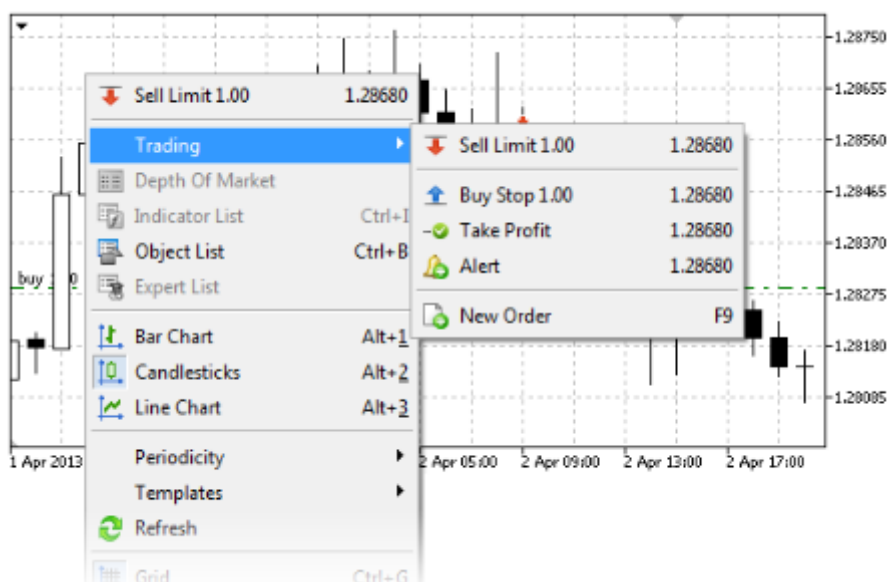 1.28750
1.28655
1.28560
1.28465
1.28370
1.28275
1.28180
1.28085
buy
Sell Limit 1.00 1.28680
Trading
Depth Of Market
Indicator List Ctrl+I
Object List Ctrl+B
Expert List
Bar Chart Alt+1
Candlesticks Alt+2
Line Chart Alt+3
Periodicity
Templates
Refresh
Grid Ctrl+G
Sell Limit 1.00 1.28680
Buy Stop 1.00 1.28680
Take Profit 1.28680
Alert 1.28680
New Order F9
1 Apr 2013
2 Apr 05:00
2 Apr 09:00
2 Apr 13:00
2 Apr 17:00